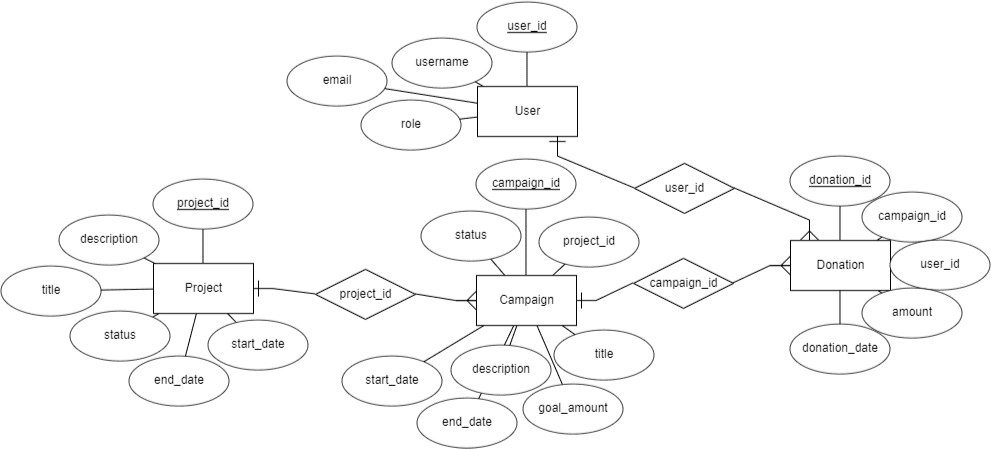 user_id
username
email
role
User
campaign_id
user_id
donation_id
project_id
status
project_id
campaign_id
description
user_id
title
Project
project_id
Campaign
campaign_id
Donation
status
start_date
amount
end_date
title
donation_date
start_date
description
goal_amount
end_date